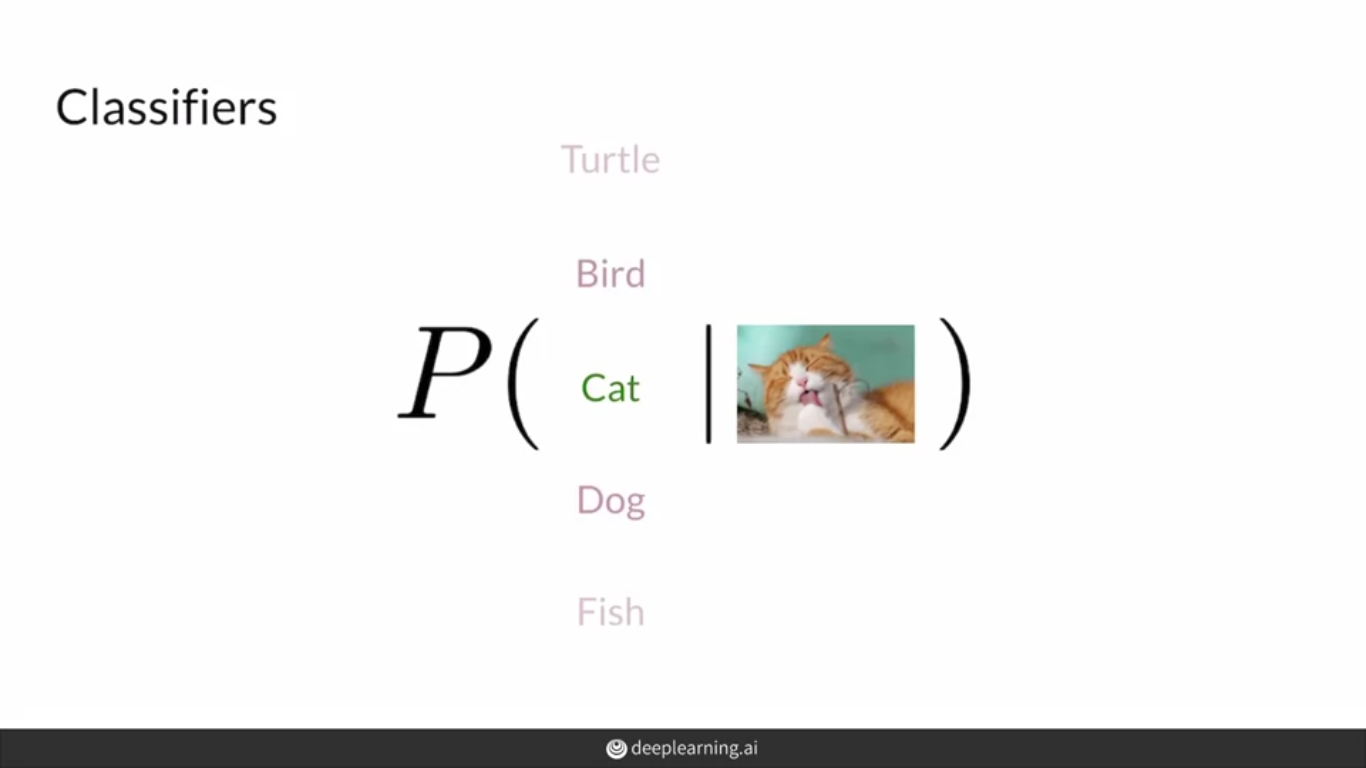 Classifiers
Turtle
Bird
P( Cat | )
Dog
Fish
deeplearning.ai